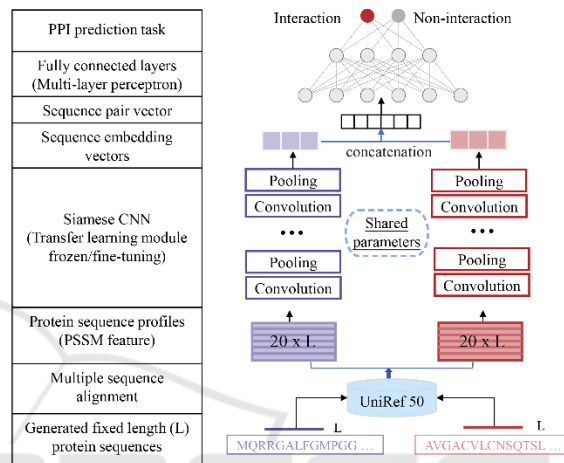 PPI prediction task
Fully connected layers
(Multi-layer perceptron)
Sequence pair vector
Sequence embedding
vectors
Siamese CNN
(Transfer learning module
frozen/fine-tuning)
Protein sequence profiles
(PSSM feature)
Multiple sequence
alignment
Generated fixed length (L)
protein sequences
Interaction
Non-interaction
concatenation
Pooling
Convolution
•••
Pooling
Convolution
Shared
parameters
Pooling
Convolution
•••
Pooling
Convolution
20 x L
20 x L
UniRef 50
L
L
MQRRGALFGMPGG ...
AVGACVLCNSQTSL ...